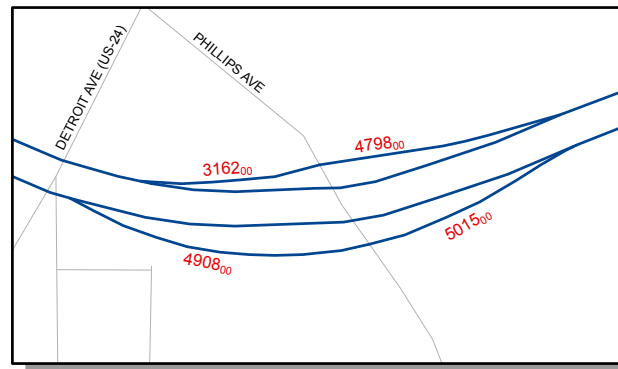 DETROIT AVE (US-24)
PHILLIPS AVE
4798₀₀
3162₀₀
5015₀₀
4908₀₀